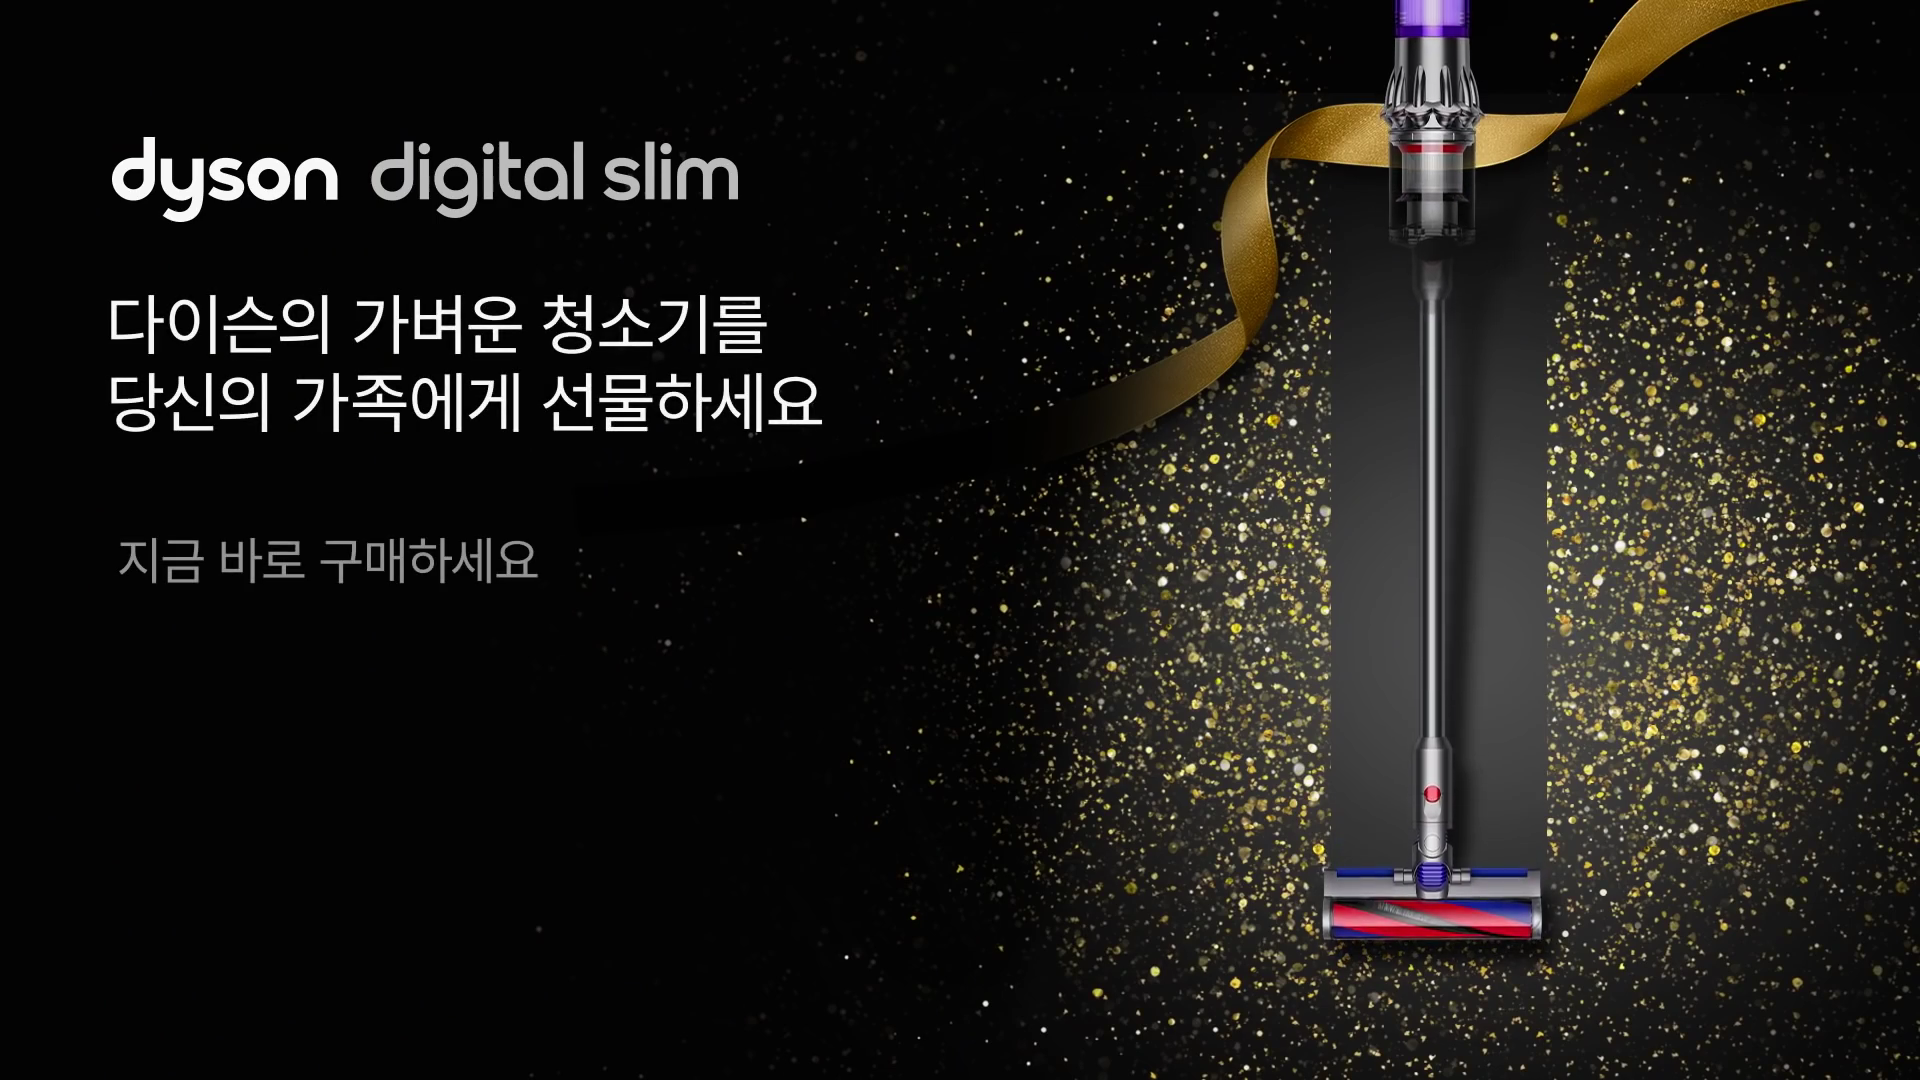 dyson digital slim
다이슨의 가벼운 청소기를
당신의 가족에게 선물하세요
지금 바로 구매하세요